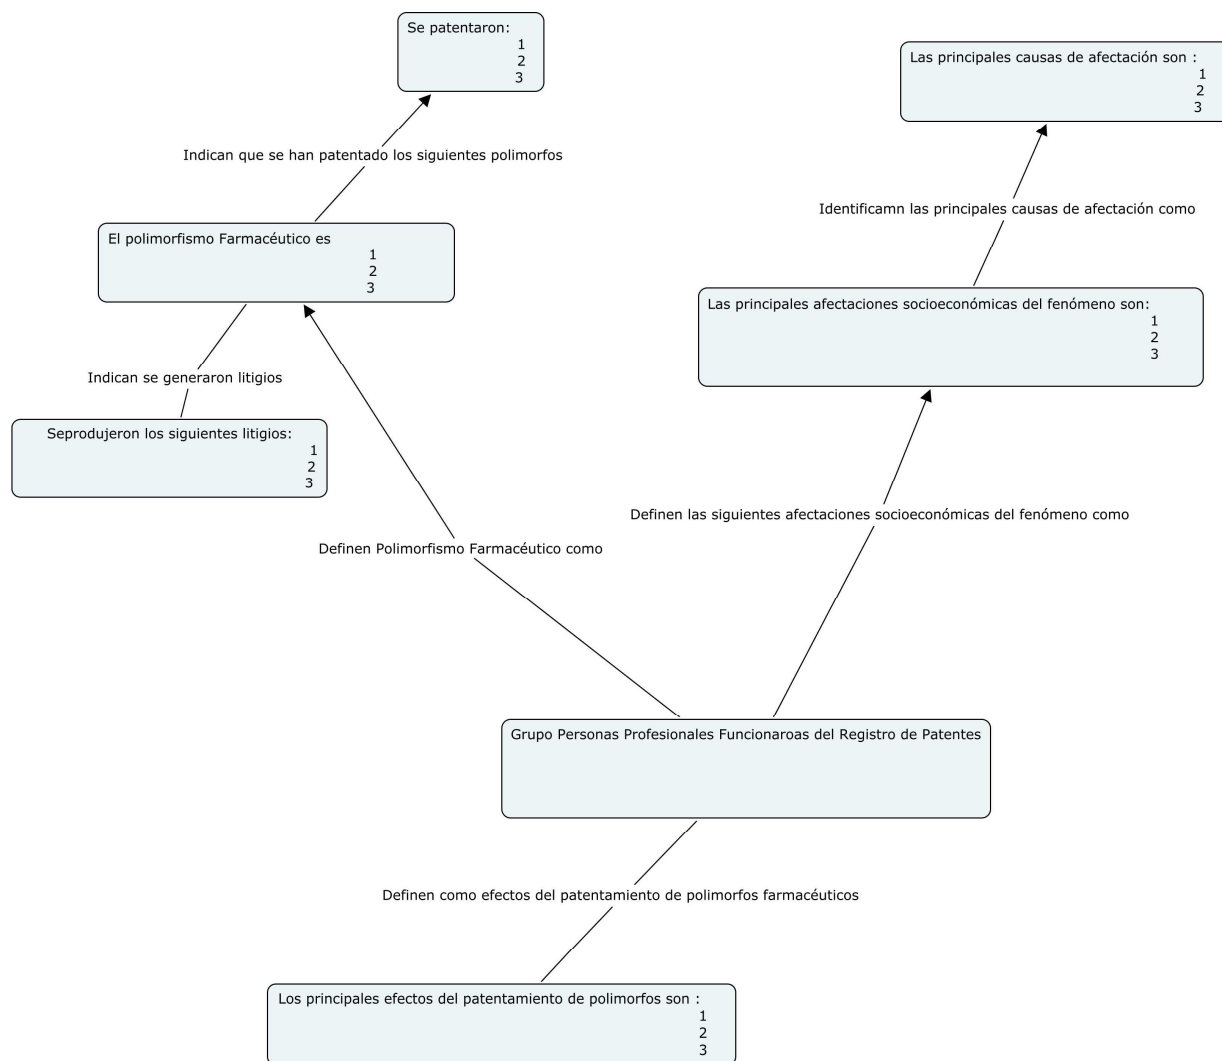 Se patentaron:
1
2
3
Las principales causas de afectación son :
1
2
3
Indican que se han patentado los siguientes polimorfos
Identificamn las principales causas de afectación como
El polimorfismo Farmacéutico es
1
2
3
Las principales afectaciones socioeconómicas del fenómeno son:
1
2
3
Indican se generaron litigios
Seprodujeron los siguientes litigios:
1
2
3
Definen las siguientes afectaciones socioeconómicas del fenómeno como
Definen Polimorfismo Farmacéutico como
Grupo Personas Profesionales Funcionaroas del Registro de Patentes
Definen como efectos del patentamiento de polimorfos farmacéuticos
Los principales efectos del patentamiento de polimorfos son :
1
2
3